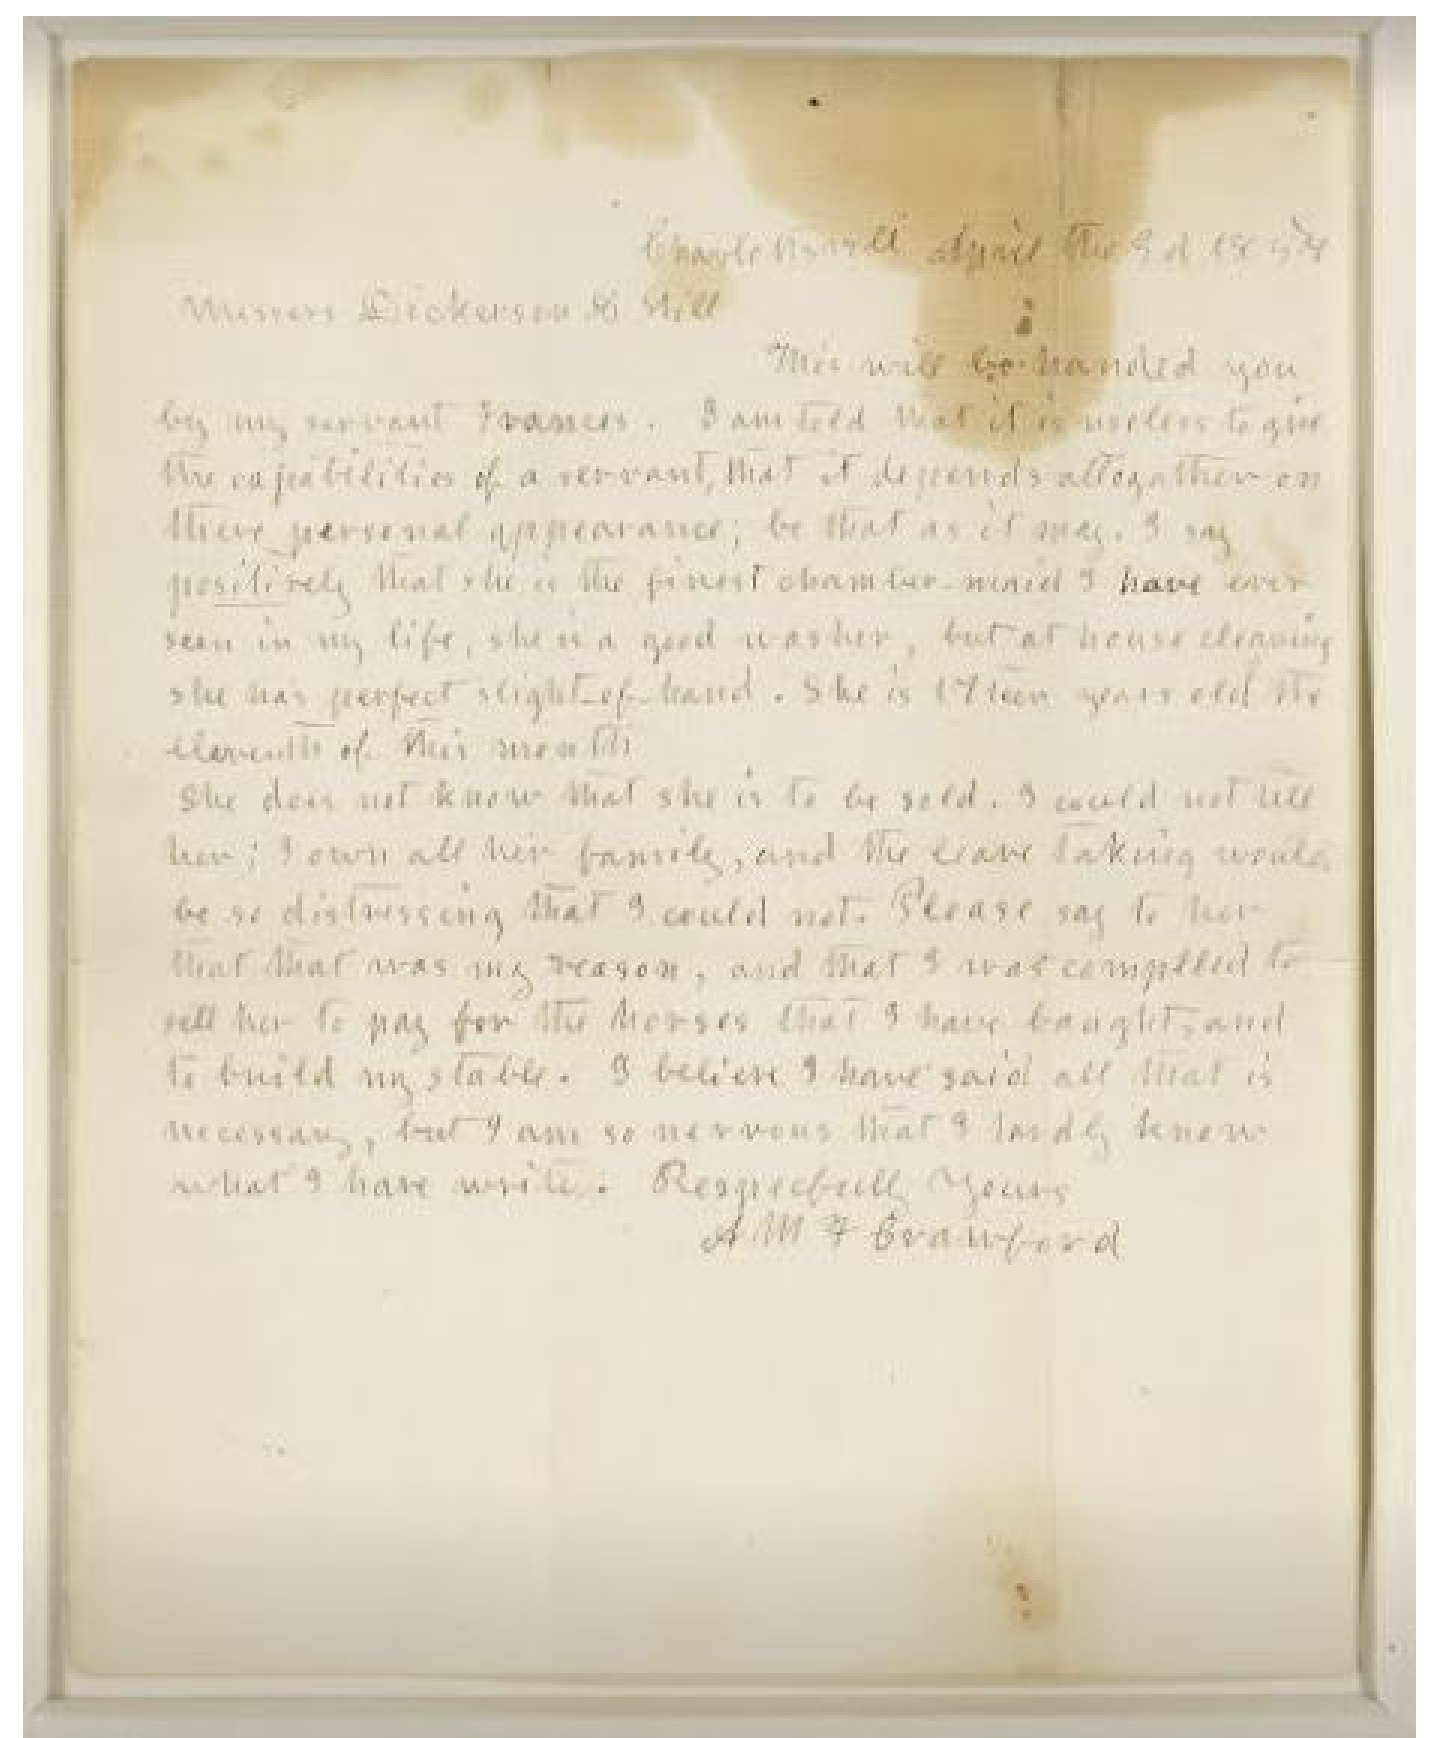 Charlottsvill April the 3d
Messers Dickerson & Hill
This will be handed you
by my servant Frances. I am told that it is useless to give
the capabilities of a servant, that it depends altogather on
there personal appearance; be that as it may. I say
positively that she is the finest chamber-maid I have ever
seen in my life, she is a good washer, but at house cleaning
she has perfect slight-of-hand. She is 17teen years old the
eleventh of this month
She does not know that she is to be sold. I could not tell
her; I own all her family, and the leave taking would
be so distressing that I could not. Please say to her
that that was my reason, and that I was complled to
sell her to pay for the horses that I have bought, and
to build my stable. I believe I have said all that is
necessary, but I am so nervous that I hardly know
what I have write. Respectfully Yours
A M F Crawford